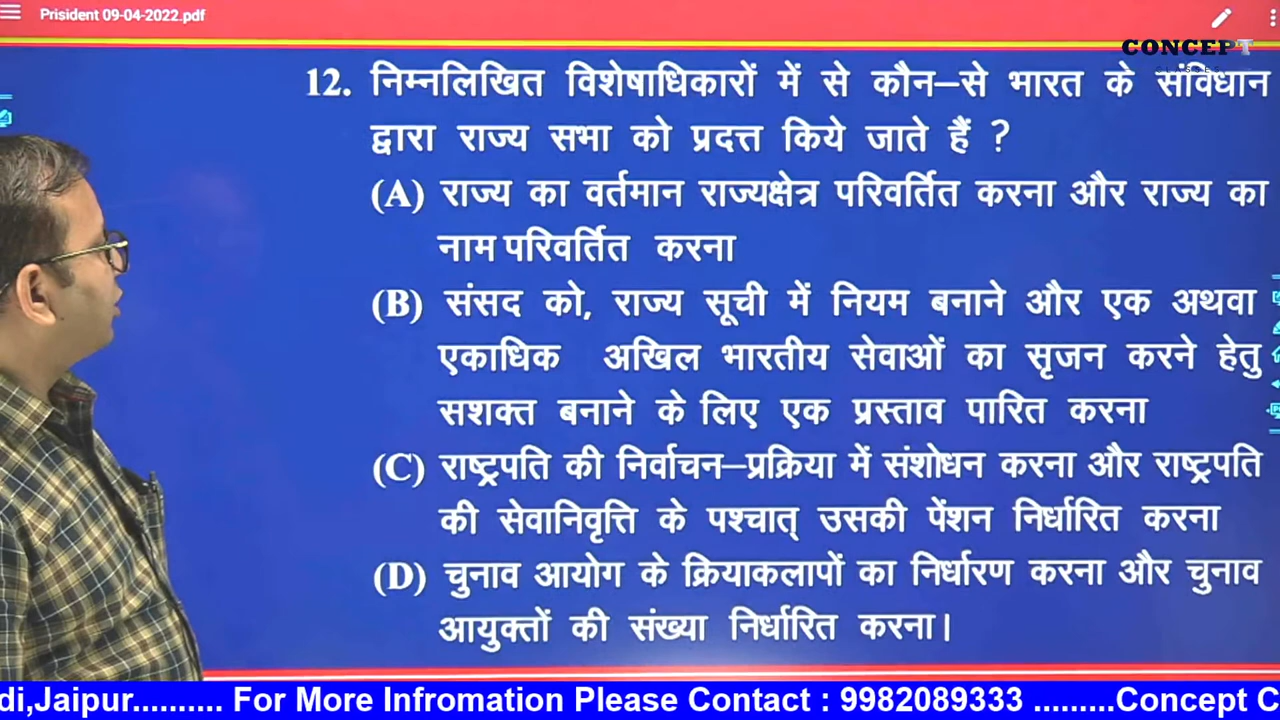 Prisident 09-04-2022.pdf
CONCEPT
CLASSES
12. निम्नलिखित विशेषाधिकारों में से कौन–से भारत के संविधान
द्वारा राज्य सभा को प्रदत्त किये जाते हैं ?
(A) राज्य का वर्तमान राज्यक्षेत्र परिवर्तित करना और राज्य का
नाम परिवर्तित करना
(B) संसद को, राज्य सूची में नियम बनाने और एक अथवा
एकाधिक अखिल भारतीय सेवाओं का सृजन करने हेतु
सशक्त बनाने के लिए एक प्रस्ताव पारित करना
(C) राष्ट्रपति की निर्वाचन–प्रक्रिया में संशोधन करना और राष्ट्रपति
की सेवानिवृत्ति के पश्चात् उसकी पेंशन निर्धारित करना
(D) चुनाव आयोग के क्रियाकलापों का निर्धारण करना और चुनाव
आयुक्तों की संख्या निर्धारित करना।
di,Jaipur.......... For More Infromation Please Contact : 9982089333 .........Concept C